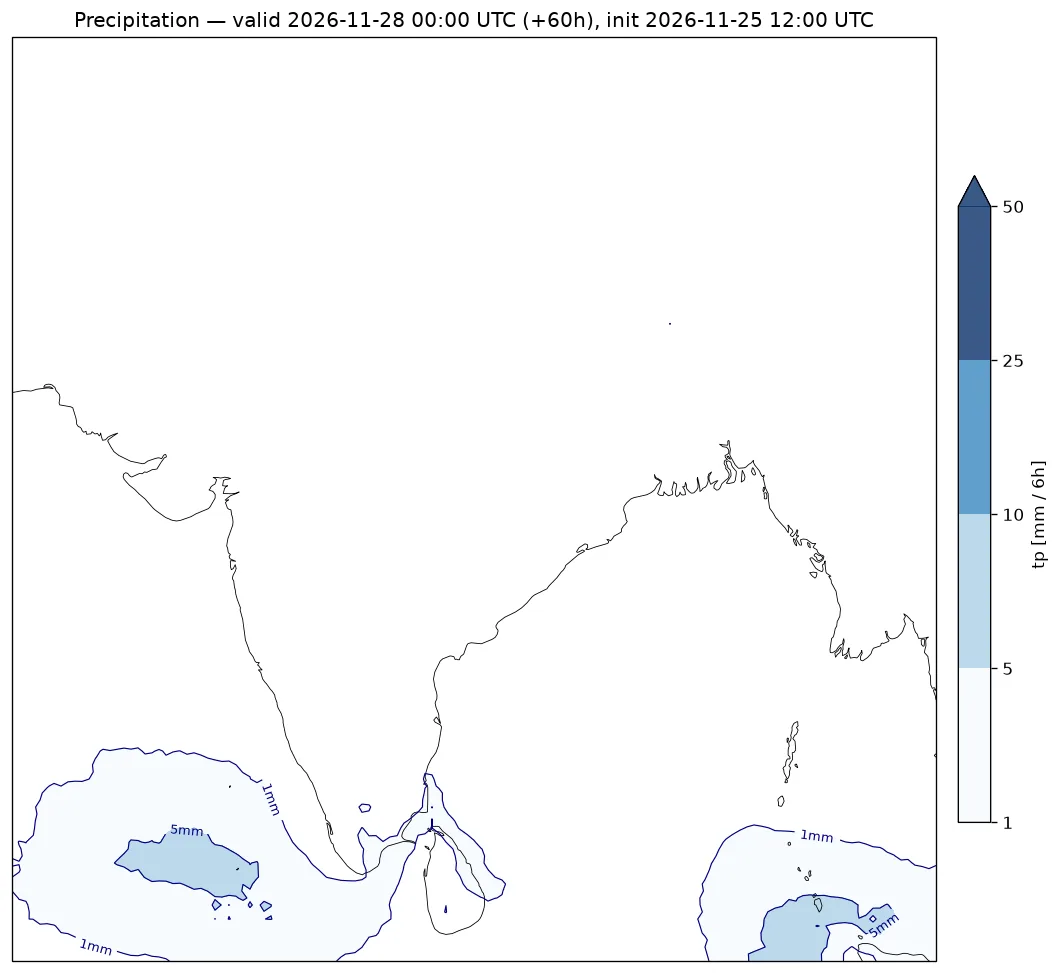 Precipitation — valid 2026-11-28 00:00 UTC (+60h), init 2026-11-25 12:00 UTC
50
25
10
5
1
tp [mm / 6h]
1mm
5mm
1mm
5mm
1mm